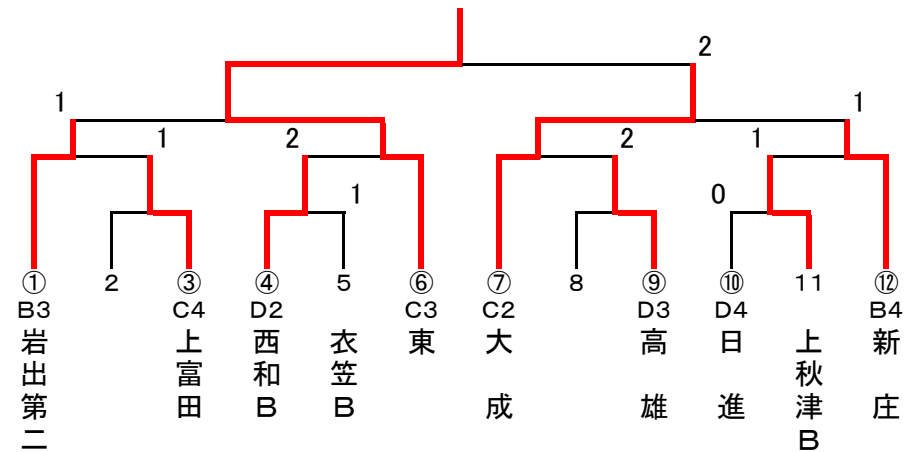 2
1
1
1
2
2
1
1
0
① 2 ③ ④ 5 ⑥ ⑦ 8 ⑨ ⑩ 11 ⑫
B3 C4 D2 C3 C2 D3 D4 B4
岩出第二
上富田
西和B
衣笠B
東
大成
高雄
日進
上秋津B
新庄